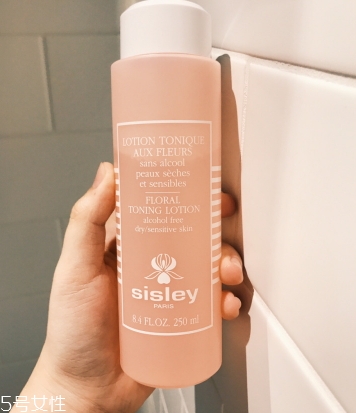 LOTION TONIQUE
AUX FLEURS
sans alcool
peaux sèches
et sensibles
FLORAL
TONING LOTION
alcohol free
dry/sensitive skin
sisley
PARIS
8.4 FL.OZ. 250 ml
5号女性